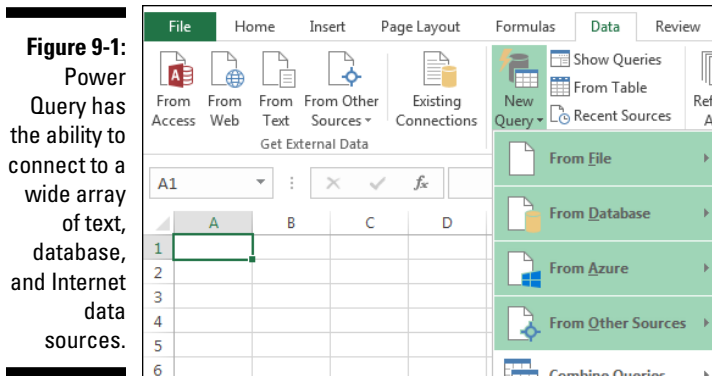 Figure 9-1:
Power
Query has
the ability to
connect to a
wide array
of text,
database,
and Internet
data
sources.
File Home Insert Page Layout Formulas Data Review
From Access
From Web
From Text
From Other Sources
Existing Connections
Get External Data
New Query
Show Queries
From Table
Recent Sources
A1
fx
A B C D
1
2
3
4
5
6
From File
From Database
From Azure
From Other Sources
Combine Queries